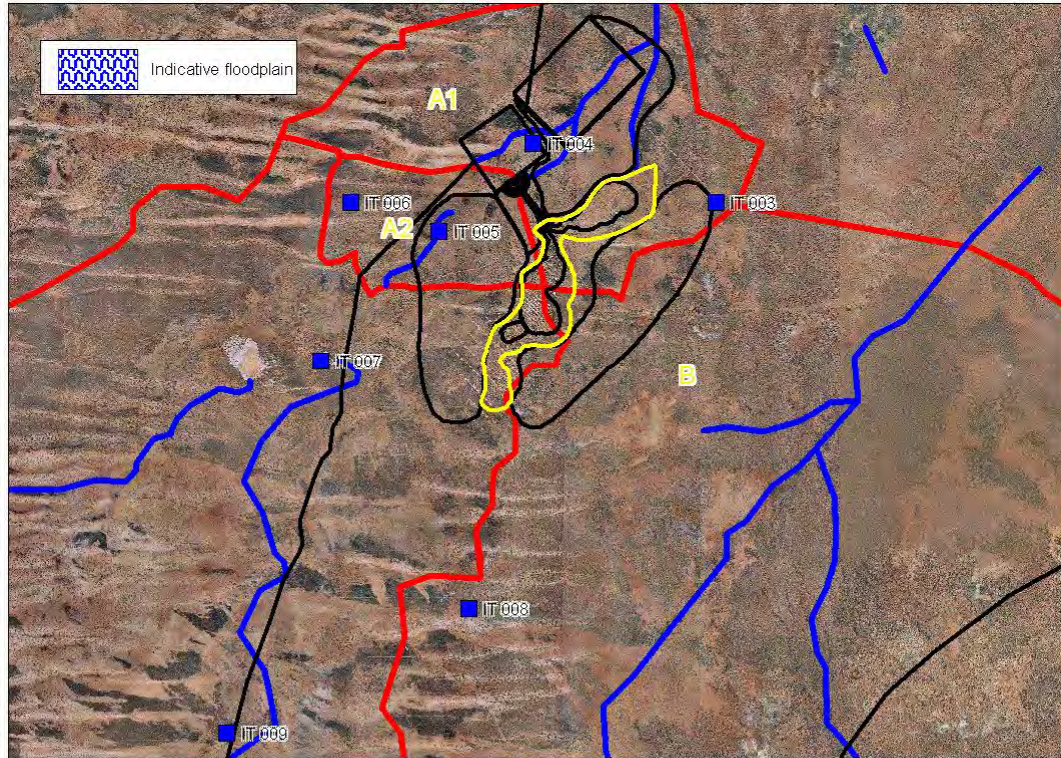 Indicative floodplain
A1
IT 004
IT 006
IT 003
A2
IT 005
IT 007
B
IT 008
IT 009